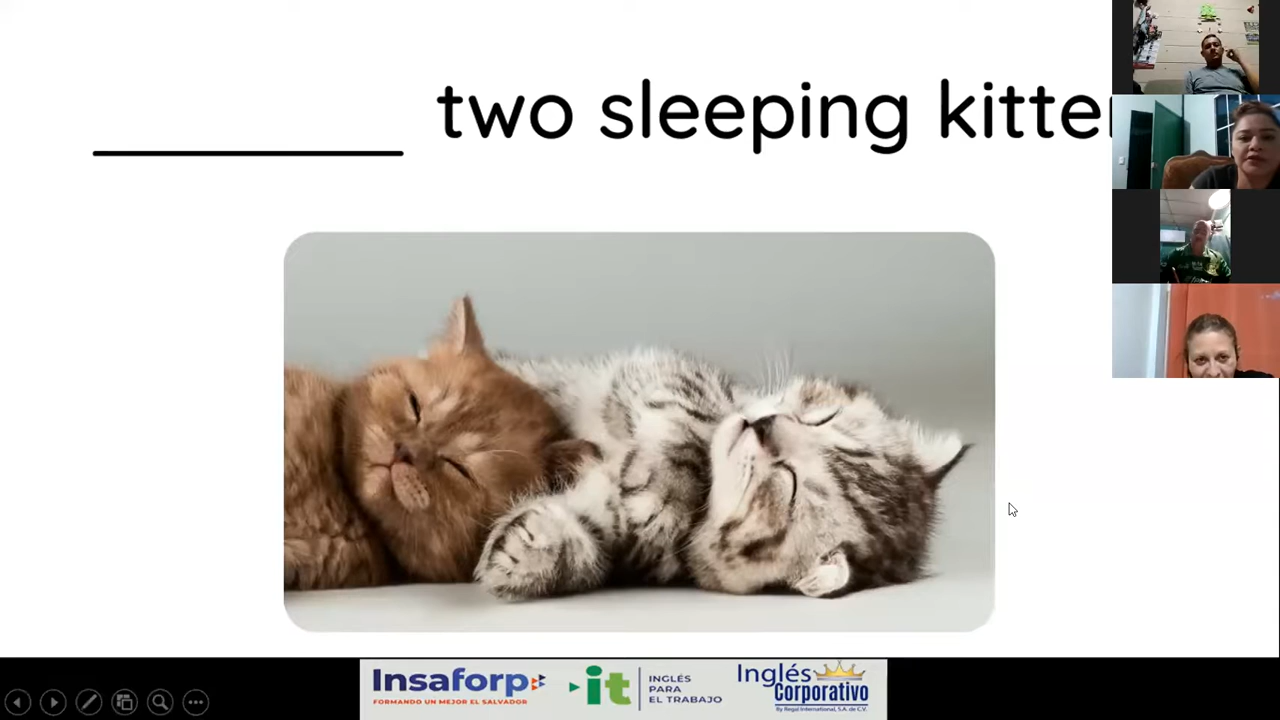 _________ two sleeping kitte
Insaforp
FORMANDO UN MEJOR EL SALVADOR
it
INGLÉS
PARA
EL TRABAJO
Inglés
Corporativo
By Regal International, S.A. de C.V.